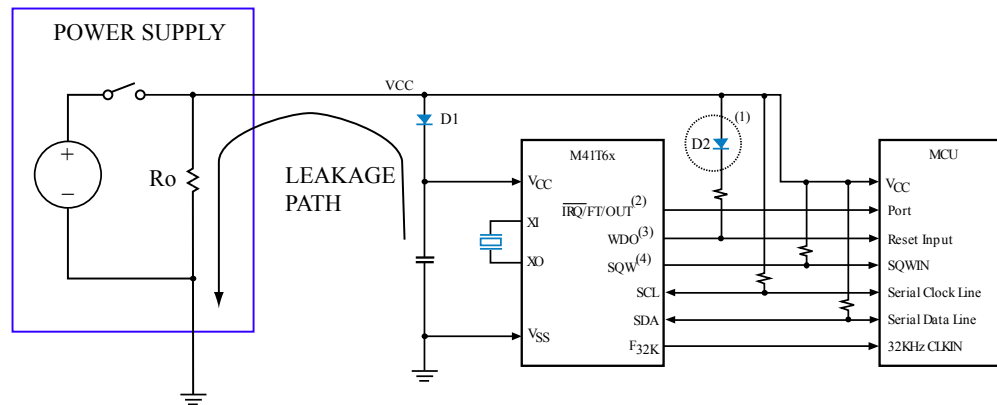 POWER SUPPLY
VCC
+
−
Ro
LEAKAGE
PATH
D1
D2
(1)
M41T6x
VCC
XI
XO
VSS
IRQ/FT/OUT(2)
WDO(3)
SQW(4)
SCL
SDA
F32K
MCU
VCC
Port
Reset Input
SQWIN
Serial Clock Line
Serial Data Line
32KHz CLKIN